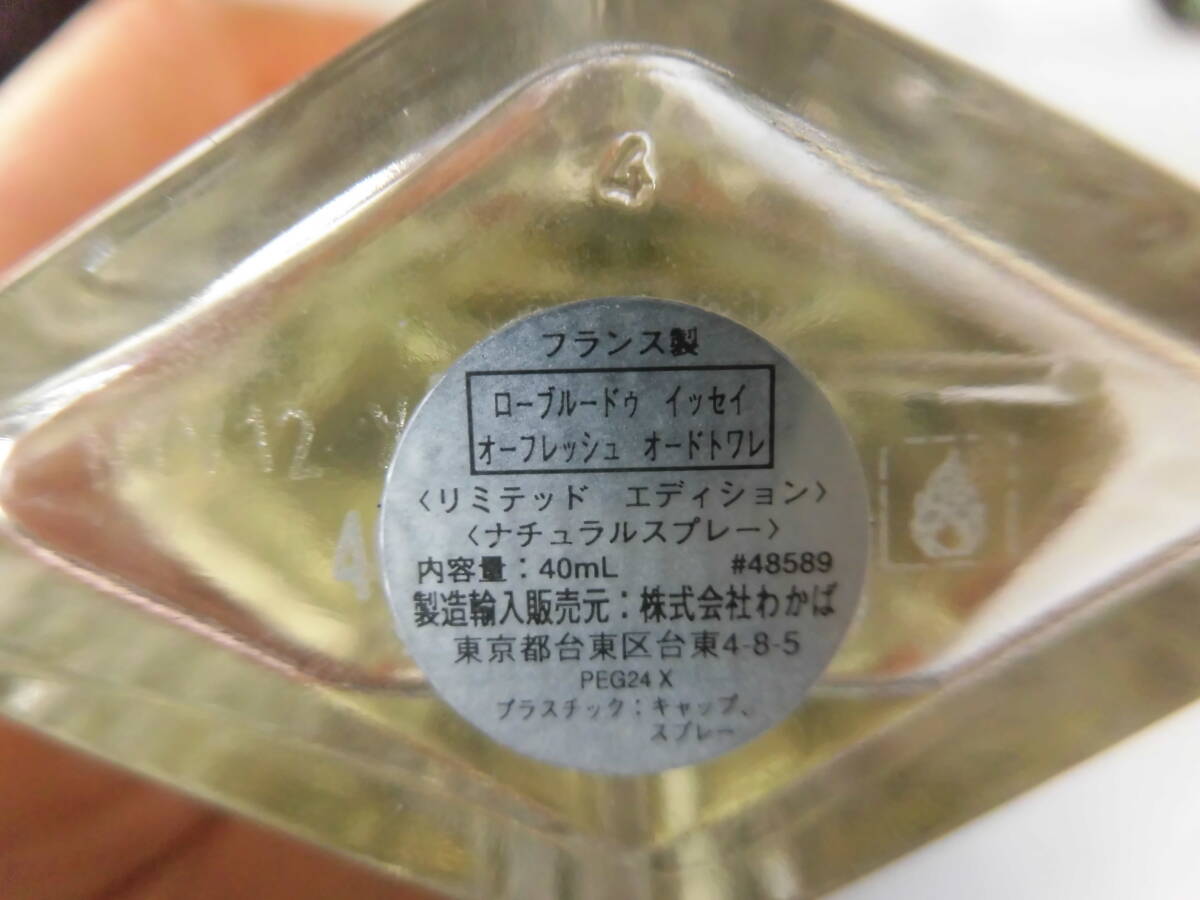 4
フランス製
ローブルードゥ イッセイ
オーフレッシュ オードトワレ
〈リミテッド エディション〉
〈ナチュラルスプレー〉
内容量：40mL #48589
製造輸入販売元：株式会社わかば
東京都台東区台東4-8-5
PEG24 X
プラスチック：キャップ、
スプレー
12
4